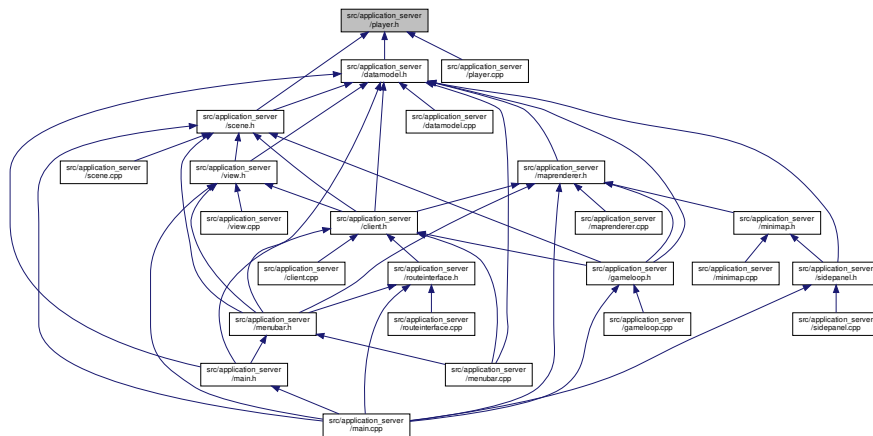 src/application_server
/player.h
src/application_server
/datamodel.h
src/application_server
/player.cpp
src/application_server
/scene.h
src/application_server
/datamodel.cpp
src/application_server
/scene.cpp
src/application_server
/view.h
src/application_server
/maprenderer.h
src/application_server
/view.cpp
src/application_server
/client.h
src/application_server
/maprenderer.cpp
src/application_server
/minimap.h
src/application_server
/client.cpp
src/application_server
/routeinterface.h
src/application_server
/gameloop.h
src/application_server
/minimap.cpp
src/application_server
/sidepanel.h
src/application_server
/menubar.h
src/application_server
/routeinterface.cpp
src/application_server
/gameloop.cpp
src/application_server
/sidepanel.cpp
src/application_server
/main.h
src/application_server
/menubar.cpp
src/application_server
/main.cpp